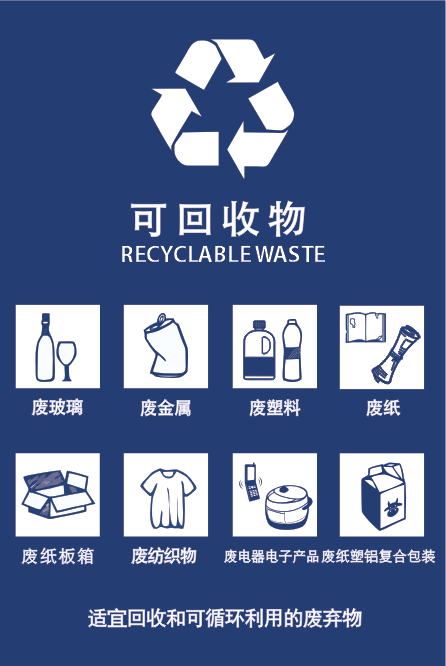 可回收物
RECYCLABLE WASTE
废玻璃 废金属 废塑料 废纸
废纸板箱 废纺织物 废电器电子产品 废纸塑铝复合包装
适宜回收和可循环利用的废弃物